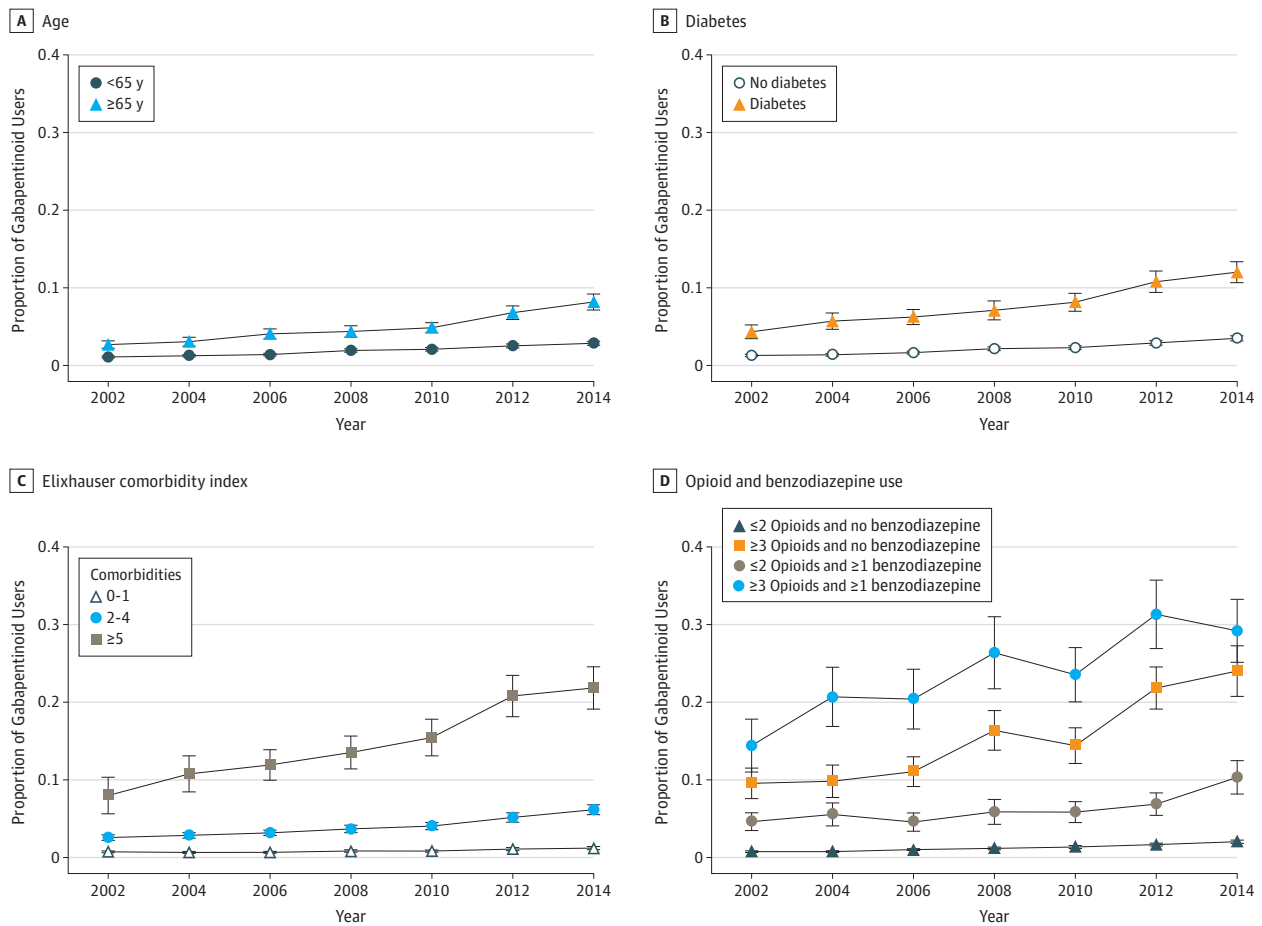 A Age
0.4
0.3
0.2
0.1
0
Proportion of Gabapentinoid Users
<65 y
≥65 y
2002 2004 2006 2008 2010 2012 2014
Year
B Diabetes
0.4
0.3
0.2
0.1
0
Proportion of Gabapentinoid Users
No diabetes
Diabetes
2002 2004 2006 2008 2010 2012 2014
Year
C Elixhauser comorbidity index
0.4
0.3
0.2
0.1
0
Proportion of Gabapentinoid Users
Comorbidities
0-1
2-4
≥5
2002 2004 2006 2008 2010 2012 2014
Year
D Opioid and benzodiazepine use
0.4
0.3
0.2
0.1
0
Proportion of Gabapentinoid Users
≤2 Opioids and no benzodiazepine
≥3 Opioids and no benzodiazepine
≤2 Opioids and ≥1 benzodiazepine
≥3 Opioids and ≥1 benzodiazepine
2002 2004 2006 2008 2010 2012 2014
Year